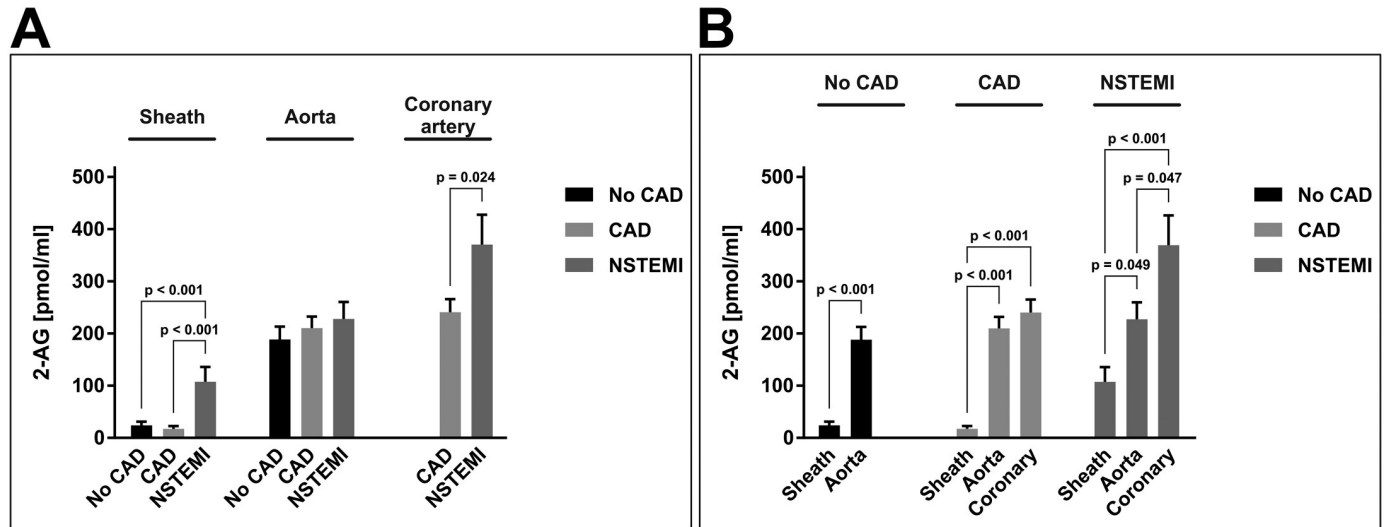 A
Sheath
Aorta
Coronary
artery
2-AG [pmol/ml]
500
400
300
200
100
0
p < 0.001
p < 0.001
p = 0.024
No CAD
CAD
NSTEMI
No CAD
CAD
NSTEMI
CAD
NSTEMI
No CAD
CAD
NSTEMI
B
No CAD
CAD
NSTEMI
2-AG [pmol/ml]
500
400
300
200
100
0
p < 0.001
p < 0.001
p < 0.001
p < 0.001
p = 0.047
p = 0.049
Sheath
Aorta
Sheath
Aorta
Coronary
Sheath
Aorta
Coronary
No CAD
CAD
NSTEMI